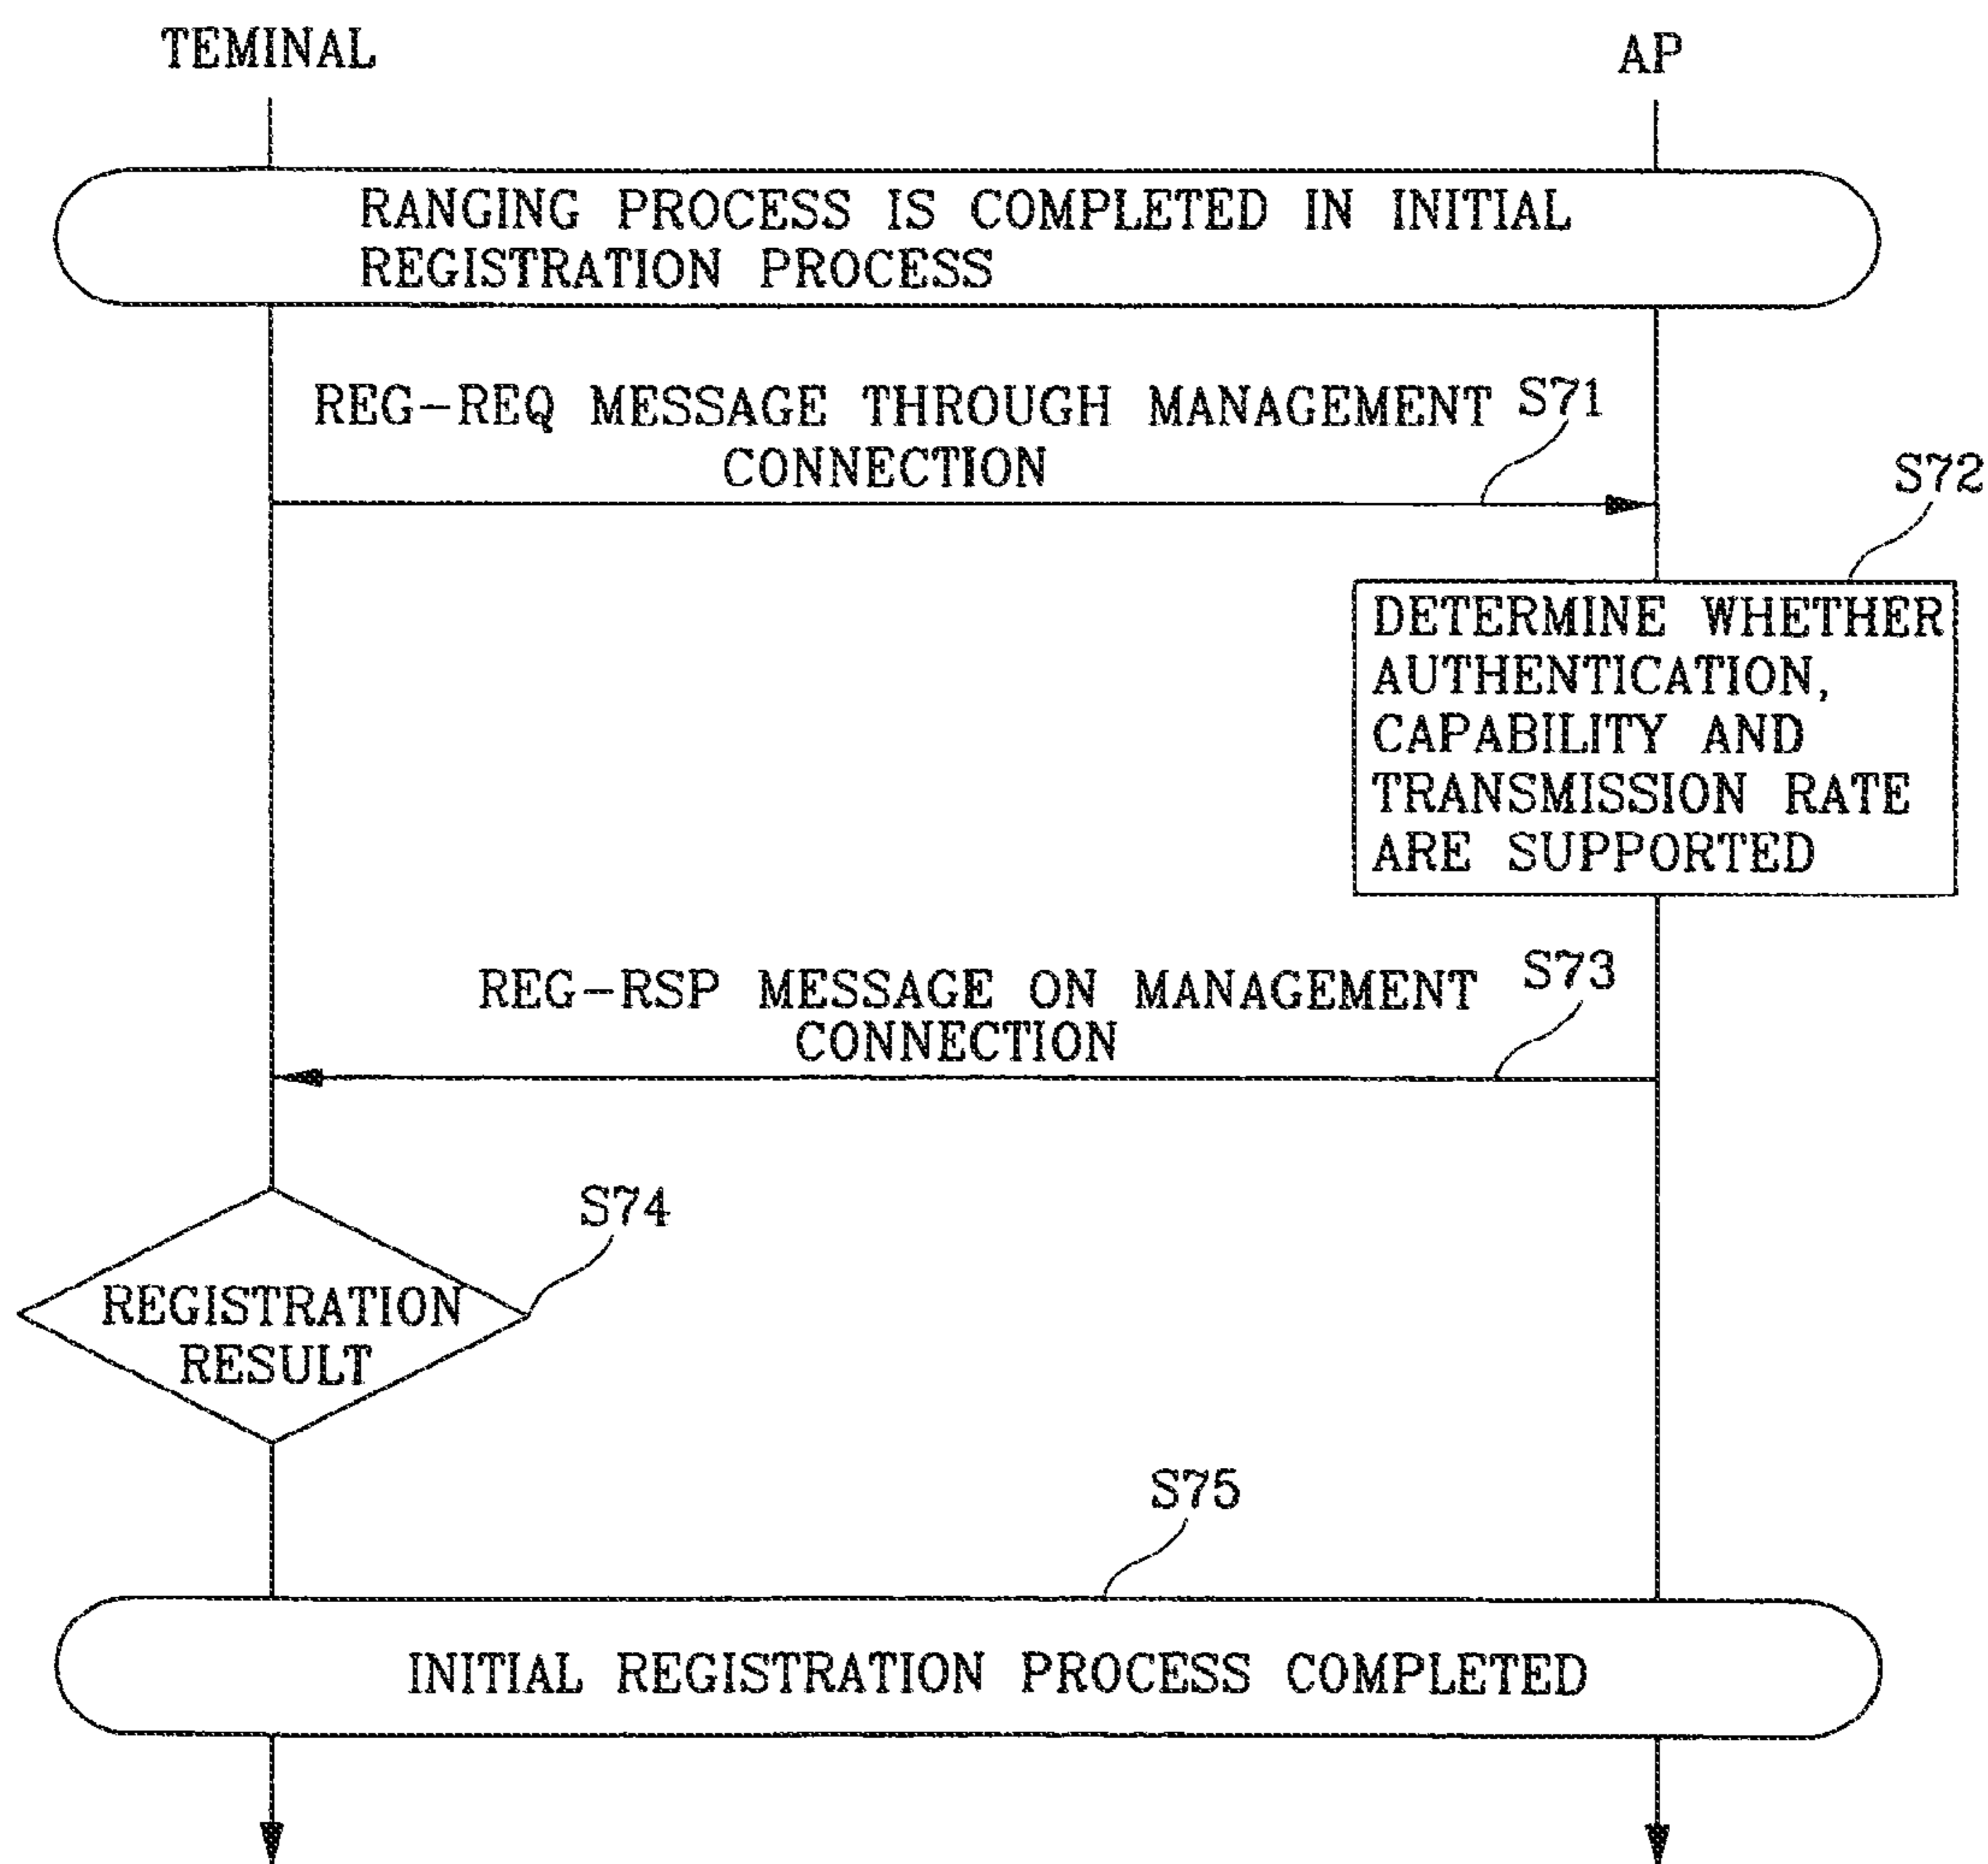 TEMINAL
AP
RANGING PROCESS IS COMPLETED IN INITIAL
REGISTRATION PROCESS
REG-REQ MESSAGE THROUGH MANAGEMENT
CONNECTION
S71
S72
DETERMINE WHETHER
AUTHENTICATION,
CAPABILITY AND
TRANSMISSION RATE
ARE SUPPORTED
REG-RSP MESSAGE ON MANAGEMENT
CONNECTION
S73
S74
REGISTRATION
RESULT
S75
INITIAL REGISTRATION PROCESS COMPLETED